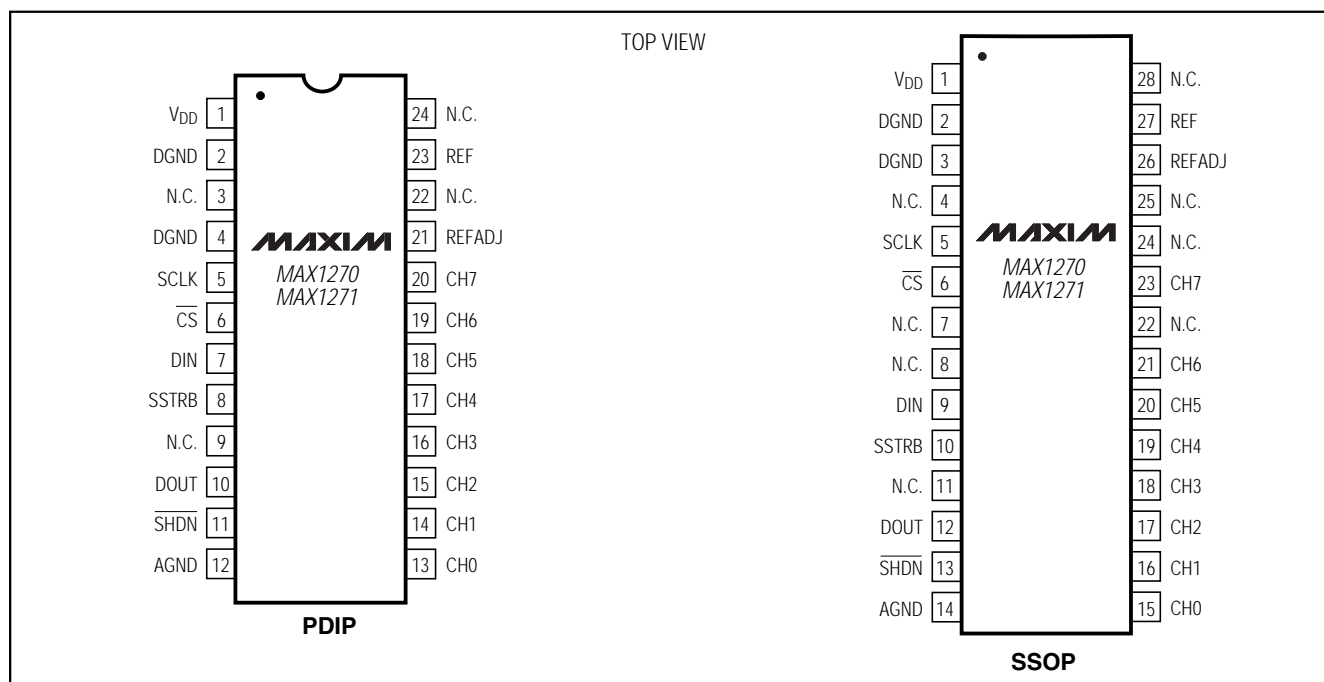 TOP VIEW
VDD 1
DGND 2
N.C. 3
DGND 4
SCLK 5
C̅S̅ 6
DIN 7
SSTRB 8
N.C. 9
DOUT 10
S̅H̅D̅N̅ 11
AGND 12
24 N.C.
23 REF
22 N.C.
21 REFADJ
20 CH7
19 CH6
18 CH5
17 CH4
16 CH3
15 CH2
14 CH1
13 CH0
MAXIM
MAX1270
MAX1271
PDIP
VDD 1
DGND 2
DGND 3
N.C. 4
SCLK 5
C̅S̅ 6
N.C. 7
N.C. 8
DIN 9
SSTRB 10
N.C. 11
DOUT 12
S̅H̅D̅N̅ 13
AGND 14
28 N.C.
27 REF
26 REFADJ
25 N.C.
24 N.C.
23 CH7
22 N.C.
21 CH6
20 CH5
19 CH4
18 CH3
17 CH2
16 CH1
15 CH0
MAXIM
MAX1270
MAX1271
SSOP